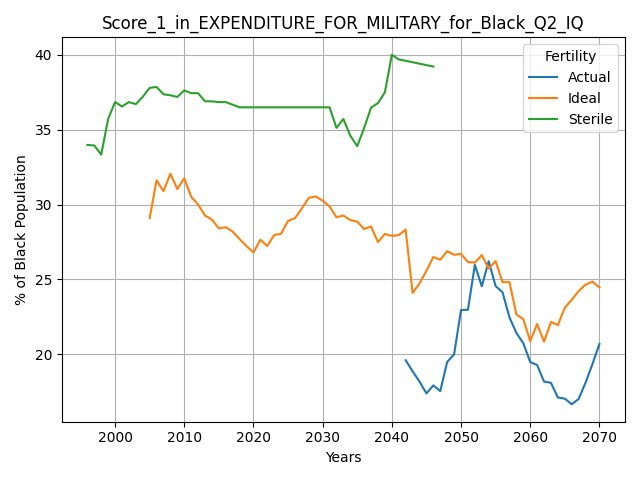 Score_1_in_EXPENDITURE_FOR_MILITARY_for_Black_Q2_IQ
Fertility
Actual
Ideal
Sterile
% of Black Population
40
35
30
25
20
2000
2010
2020
2030
2040
2050
2060
2070
Years